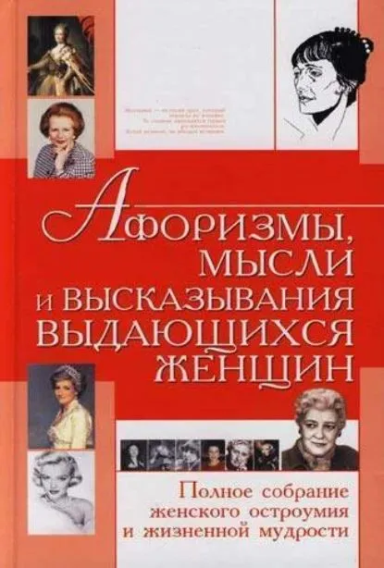 Афоризмы,
мысли
и высказывания
выдающихся
женщин
Полное собрание
женского остроумия
и жизненной мудрости